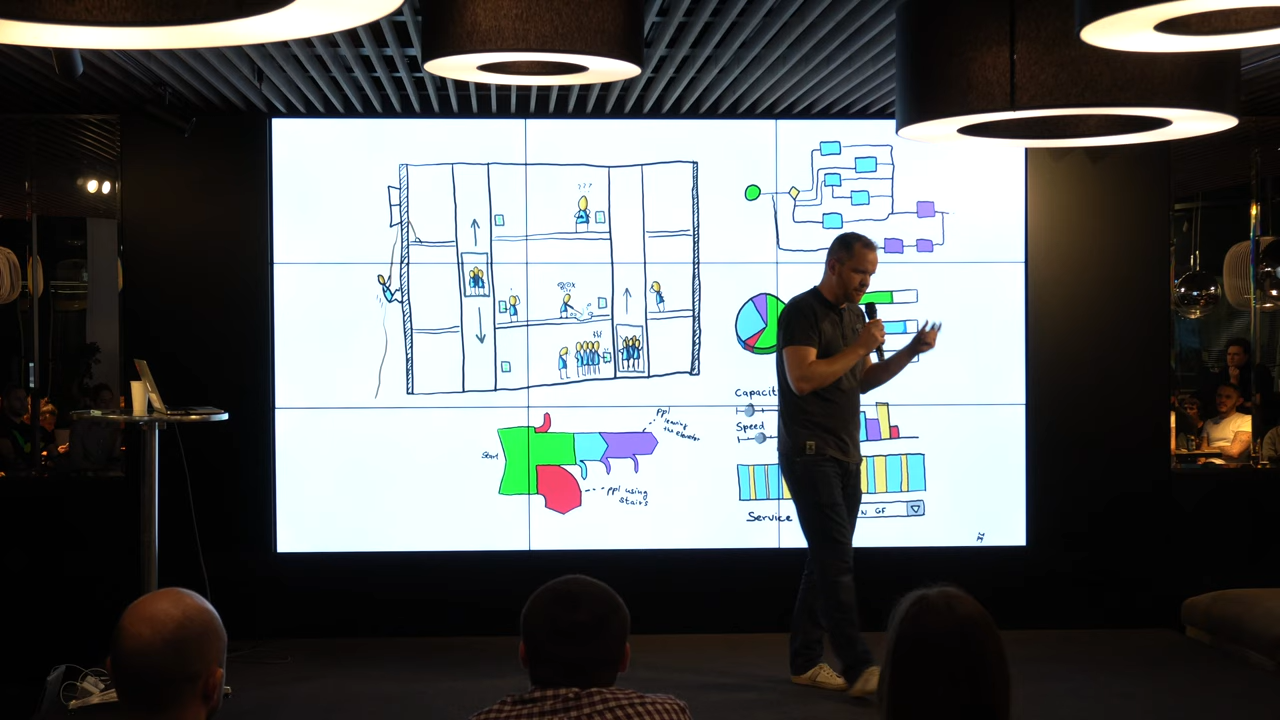 ? ? ?
Capacit
Speed
Start
ppl
leaving
the elevator
ppl using
stairs
Service
N GF